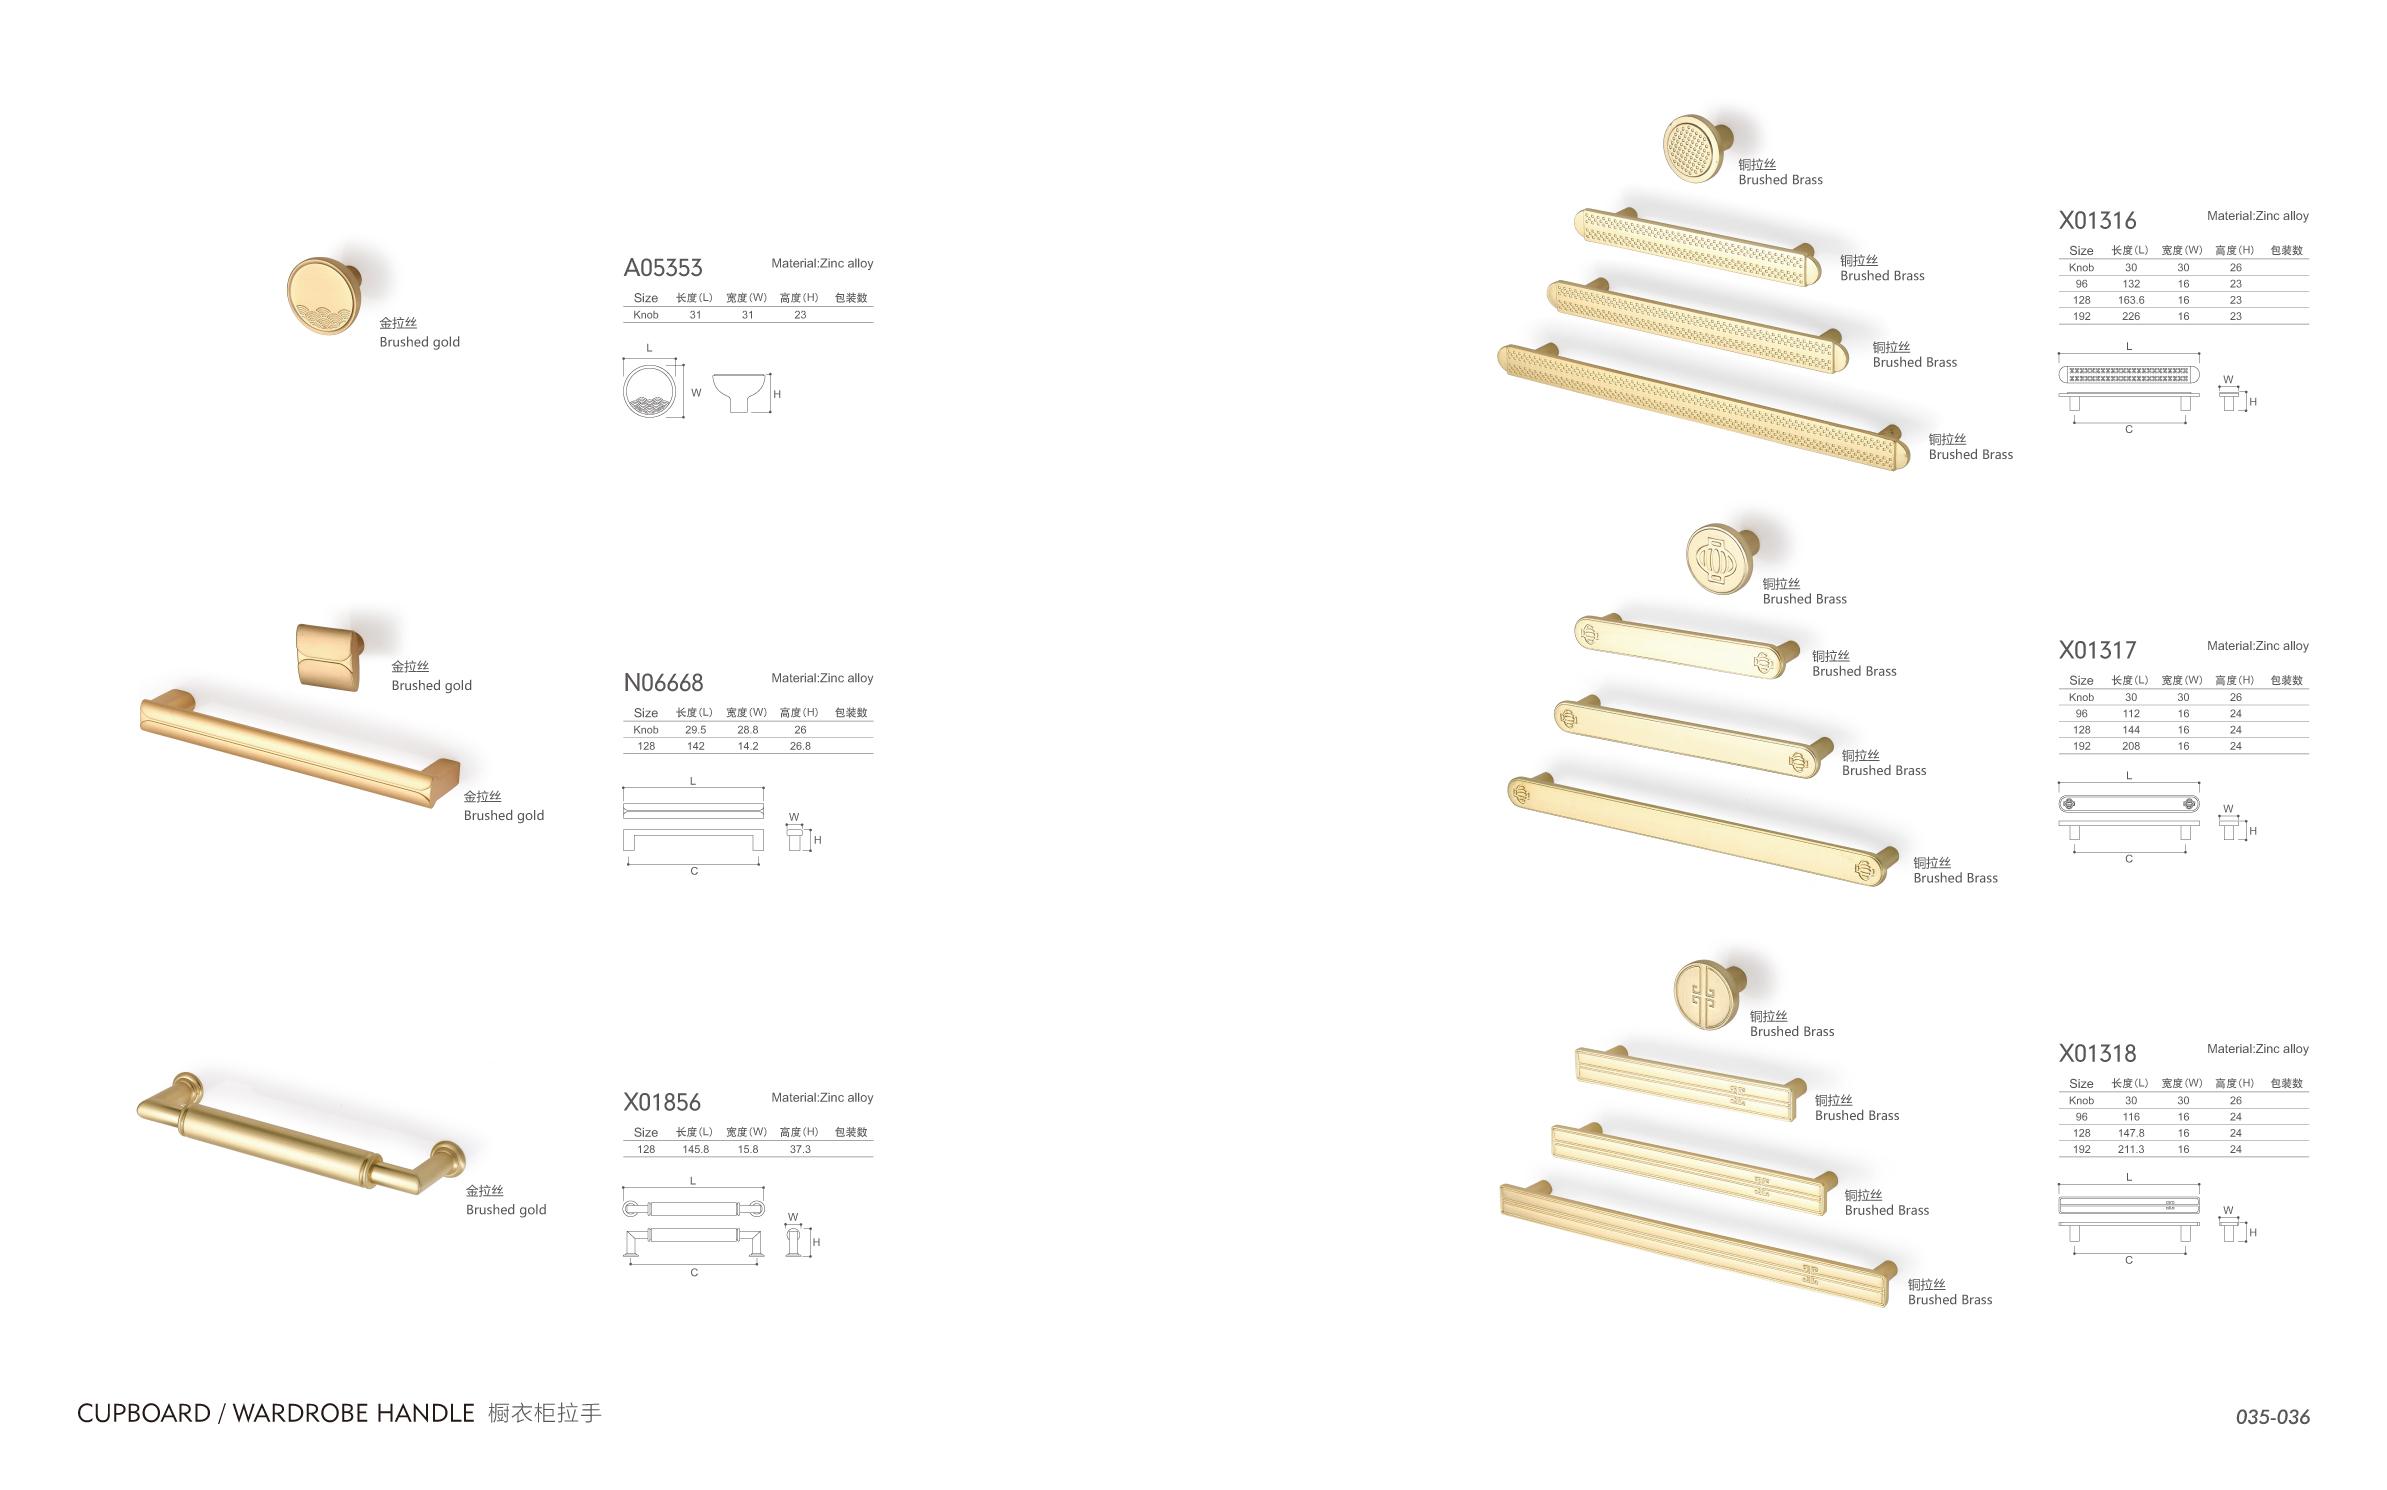 金拉丝
Brushed gold
A05353 Material:Zinc alloy
Size 长度(L) 宽度(W) 高度(H) 包装数
Knob 31 31 23
L
W
H
金拉丝
Brushed gold
金拉丝
Brushed gold
N06668 Material:Zinc alloy
Size 长度(L) 宽度(W) 高度(H) 包装数
Knob 29.5 28.8 26
128 142 14.2 26.8
L
W
H
C
金拉丝
Brushed gold
X01856 Material:Zinc alloy
Size 长度(L) 宽度(W) 高度(H) 包装数
128 145.8 15.8 37.3
L
W
H
C
铜拉丝
Brushed Brass
铜拉丝
Brushed Brass
铜拉丝
Brushed Brass
铜拉丝
Brushed Brass
X01316 Material:Zinc alloy
Size 长度(L) 宽度(W) 高度(H) 包装数
Knob 30 30 26
96 132 16 23
128 163.6 16 23
192 226 16 23
L
W
H
C
铜拉丝
Brushed Brass
铜拉丝
Brushed Brass
铜拉丝
Brushed Brass
铜拉丝
Brushed Brass
X01317 Material:Zinc alloy
Size 长度(L) 宽度(W) 高度(H) 包装数
Knob 30 30 26
96 112 16 24
128 144 16 24
192 208 16 24
L
W
H
C
铜拉丝
Brushed Brass
铜拉丝
Brushed Brass
铜拉丝
Brushed Brass
铜拉丝
Brushed Brass
X01318 Material:Zinc alloy
Size 长度(L) 宽度(W) 高度(H) 包装数
Knob 30 30 26
96 116 16 24
128 147.8 16 24
192 211.3 16 24
L
W
H
C
CUPBOARD / WARDROBE HANDLE 橱衣柜拉手
035-036